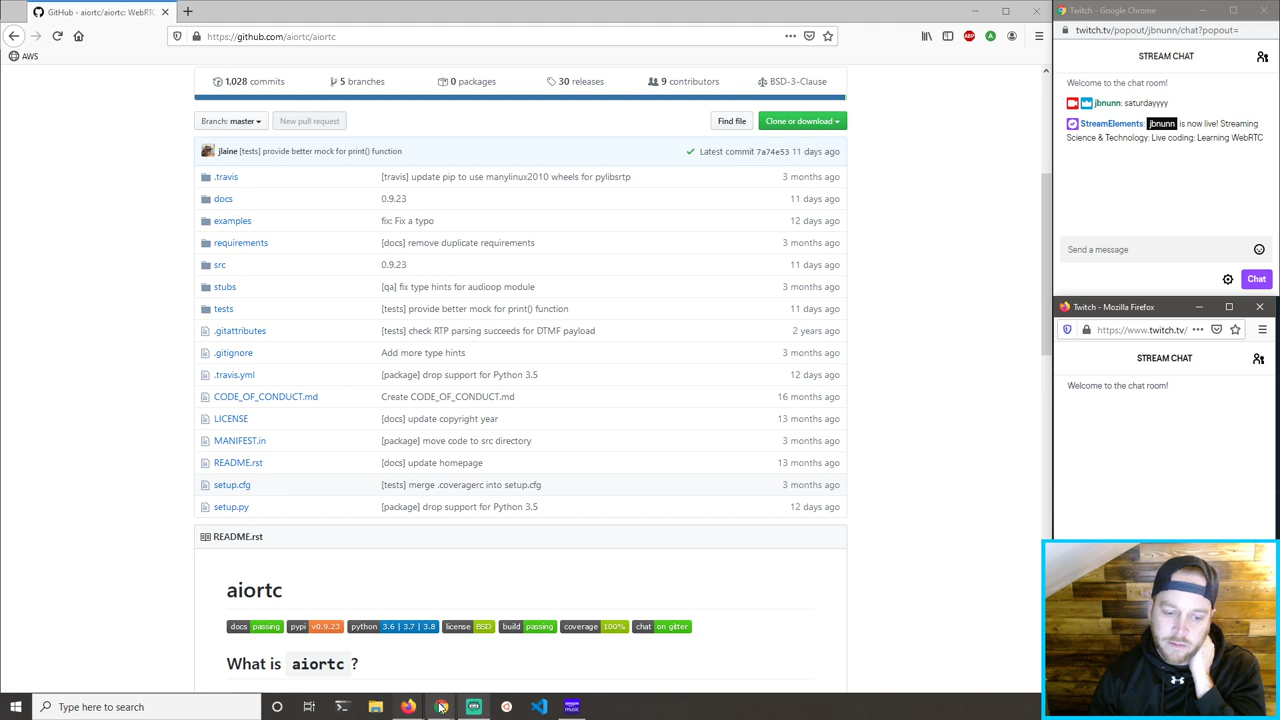 GitHub - aiortc/aiortc: WebRTC
https://github.com/aiortc/aiortc
ABP
A
AWS
1,028 commits
5 branches
0 packages
30 releases
9 contributors
BSD-3-Clause
Branch: master
New pull request
Find file
Clone or download
jlaine [tests] provide better mock for print() function
Latest commit 7a74e53 11 days ago
.travis [travis] update pip to use manylinux2010 wheels for pylibsrtp 3 months ago
docs 0.9.23 11 days ago
examples fix: Fix a typo 12 days ago
requirements [docs] remove duplicate requirements 3 months ago
src 0.9.23 11 days ago
stubs [qa] fix type hints for audioop module 3 months ago
tests [tests] provide better mock for print() function 11 days ago
.gitattributes [tests] check RTP parsing succeeds for DTMF payload 2 years ago
.gitignore Add more type hints 3 months ago
.travis.yml [package] drop support for Python 3.5 12 days ago
CODE_OF_CONDUCT.md Create CODE_OF_CONDUCT.md 16 months ago
LICENSE [docs] update copyright year 13 months ago
MANIFEST.in [package] move code to src directory 3 months ago
README.rst [docs] update homepage 13 months ago
setup.cfg [tests] merge .coveragerc into setup.cfg 3 months ago
setup.py [package] drop support for Python 3.5 12 days ago
README.rst
aiortc
docs passing pypi v0.9.23 python 3.6 | 3.7 | 3.8 license BSD build passing coverage 100% chat on gitter
What is aiortc ?
Type here to search
amazon
music
Twitch - Google Chrome
twitch.tv/popout/jbnunn/chat?popout=
STREAM CHAT
Welcome to the chat room!
jbnunn: saturdayyyy
StreamElements: jbnunn is now live! Streaming
Science & Technology: Live coding: Learning WebRTC
Send a message
Chat
Twitch - Mozilla Firefox
https://www.twitch.tv/
STREAM CHAT
Welcome to the chat room!